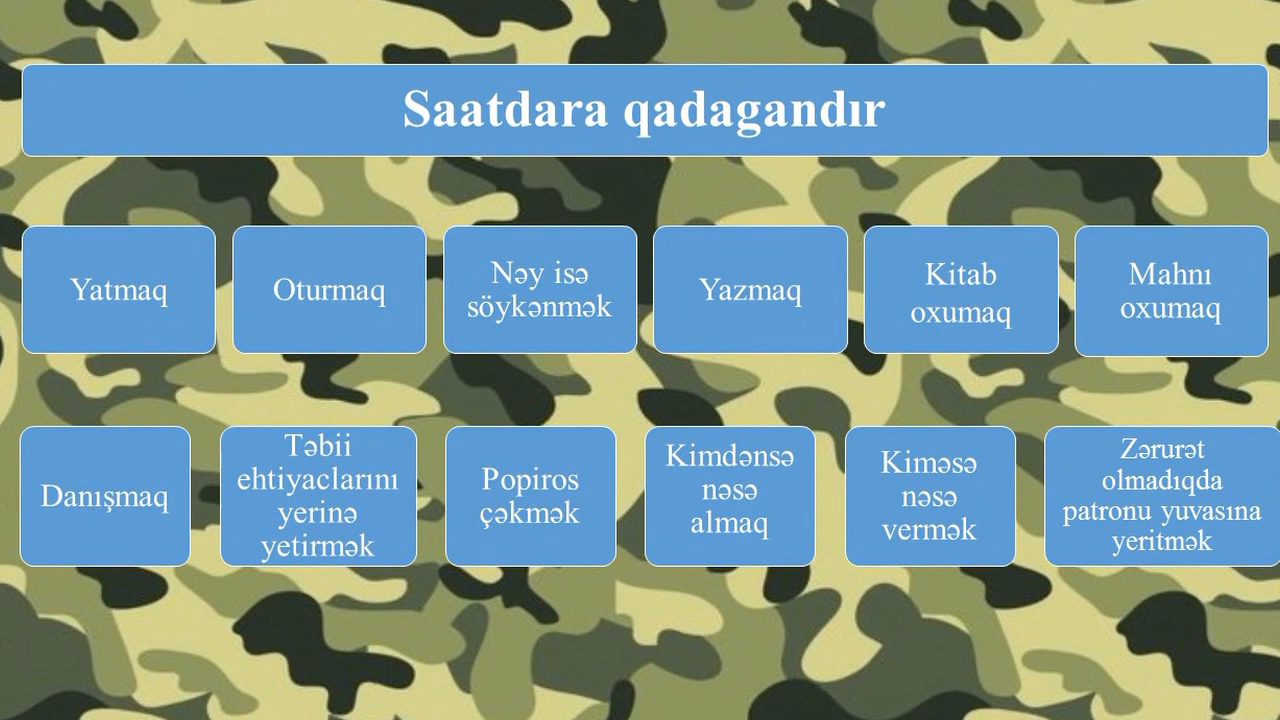 Saatdara qadagandır
Yatmaq
Oturmaq
Nəy isə
söykənmək
Yazmaq
Kitab
oxumaq
Mahnı
oxumaq
Danışmaq
Təbii
ehtiyaclarını
yerinə
yetirmək
Popiros
çəkmək
Kimdənsə
nəsə
almaq
Kiməsə
nəsə
vermək
Zərurət
olmadıqda
patronu yuvasına
yeritmək